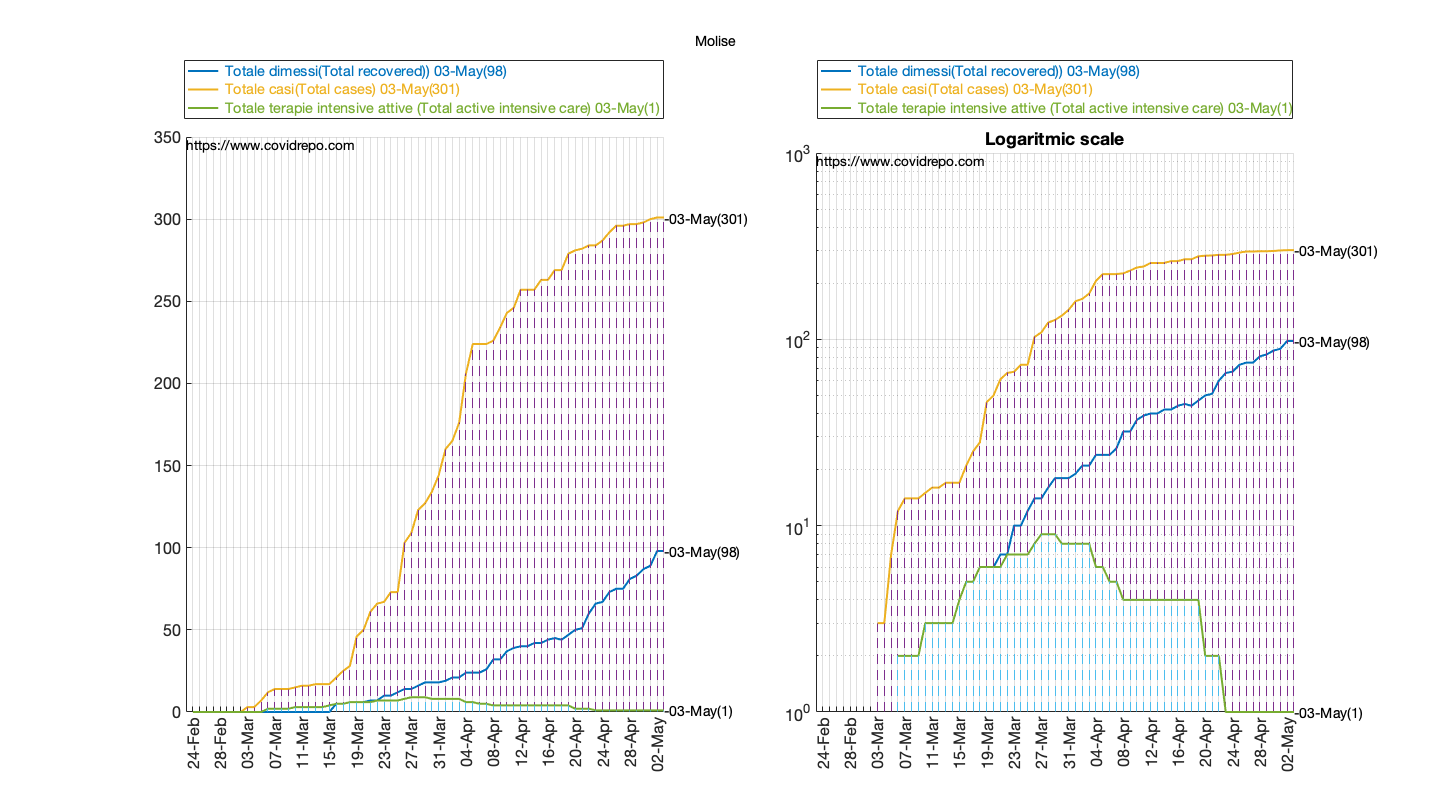 Molise
Totale dimessi(Total recovered)) 03-May(98)
Totale casi(Total cases) 03-May(301)
Totale terapie intensive attive (Total active intensive care) 03-May(1)
350
https://www.covidrepo.com
300
250
200
150
100
50
0
03-May(301)
03-May(98)
03-May(1)
24-Feb
28-Feb
03-Mar
07-Mar
11-Mar
15-Mar
19-Mar
23-Mar
27-Mar
31-Mar
04-Apr
08-Apr
12-Apr
16-Apr
20-Apr
24-Apr
28-Apr
02-May
Totale dimessi(Total recovered)) 03-May(98)
Totale casi(Total cases) 03-May(301)
Totale terapie intensive attive (Total active intensive care) 03-May(1)
Logaritmic scale
10^3
https://www.covidrepo.com
10^2
10^1
10^0
03-May(301)
03-May(98)
03-May(1)
24-Feb
28-Feb
03-Mar
07-Mar
11-Mar
15-Mar
19-Mar
23-Mar
27-Mar
31-Mar
04-Apr
08-Apr
12-Apr
16-Apr
20-Apr
24-Apr
28-Apr
02-May